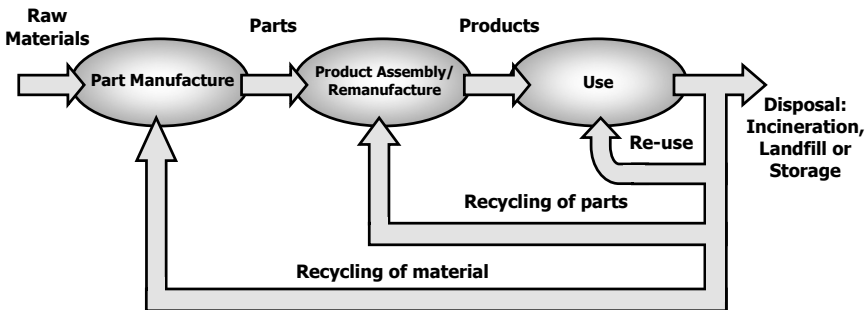 Raw
Materials
Parts
Products
Part Manufacture
Product Assembly/
Remanufacture
Use
Disposal:
Incineration,
Landfill or
Storage
Re-use
Recycling of parts
Recycling of material